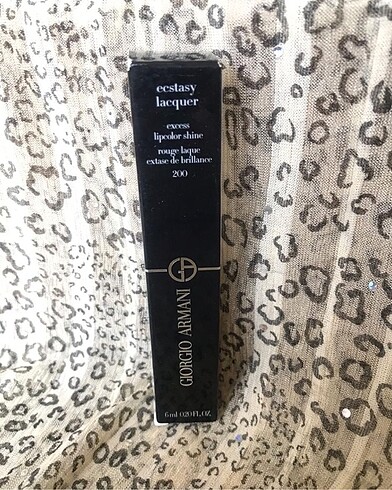 ecstasy
lacquer
excess
lipcolor shine
rouge laque
extase de brillance
200
GA
GIORGIO ARMANI
6 ml 0.20 FL.OZ.